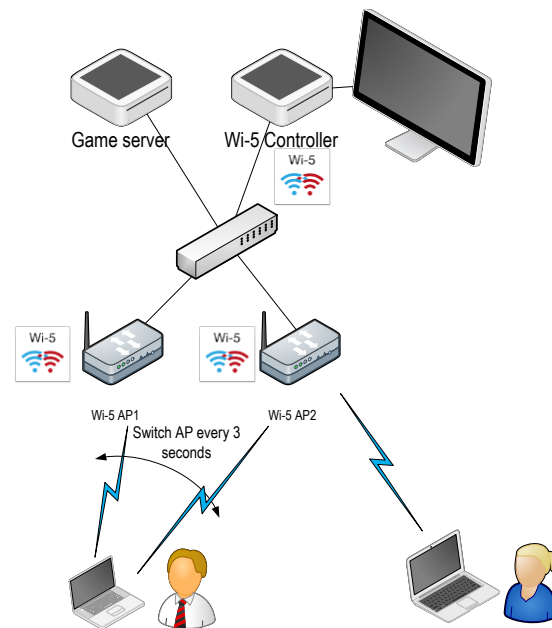 Game server
Wi-5 Controller
Wi-5
Wi-5
Wi-5
Wi-5 AP1
Wi-5 AP2
Switch AP every 3
seconds